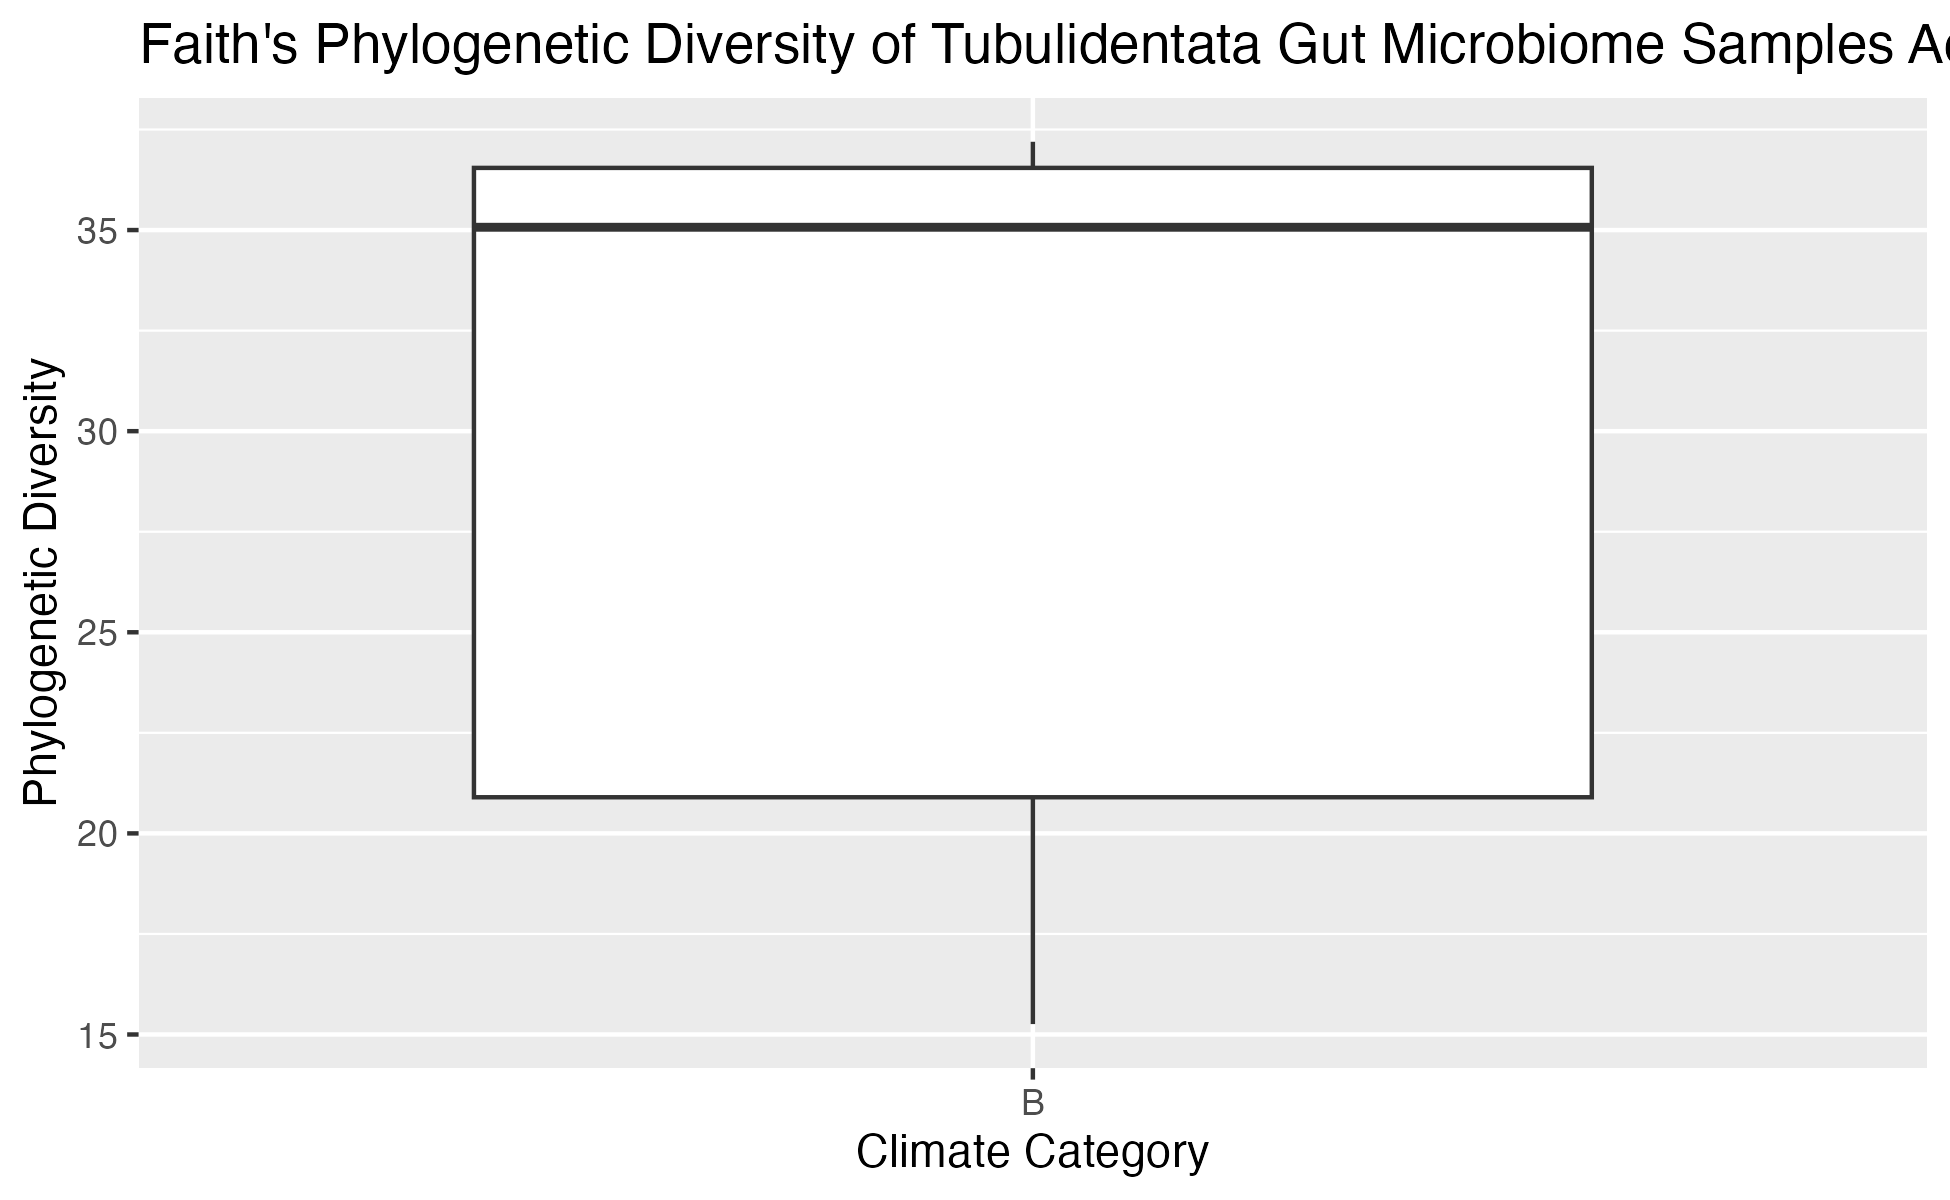 Faith's Phylogenetic Diversity of Tubulidentata Gut Microbiome Samples
Phylogenetic Diversity
35
30
25
20
15
B
Climate Category